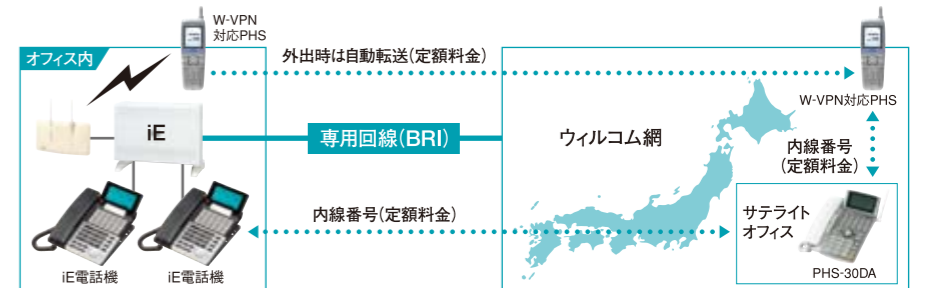 W-VPN
対応PHS
オフィス内
外出時は自動転送(定額料金)
W-VPN対応PHS
iE
専用回線(BRI)
ウィルコム網
内線番号
(定額料金)
内線番号(定額料金)
サテライト
オフィス
iE電話機
iE電話機
PHS-30DA